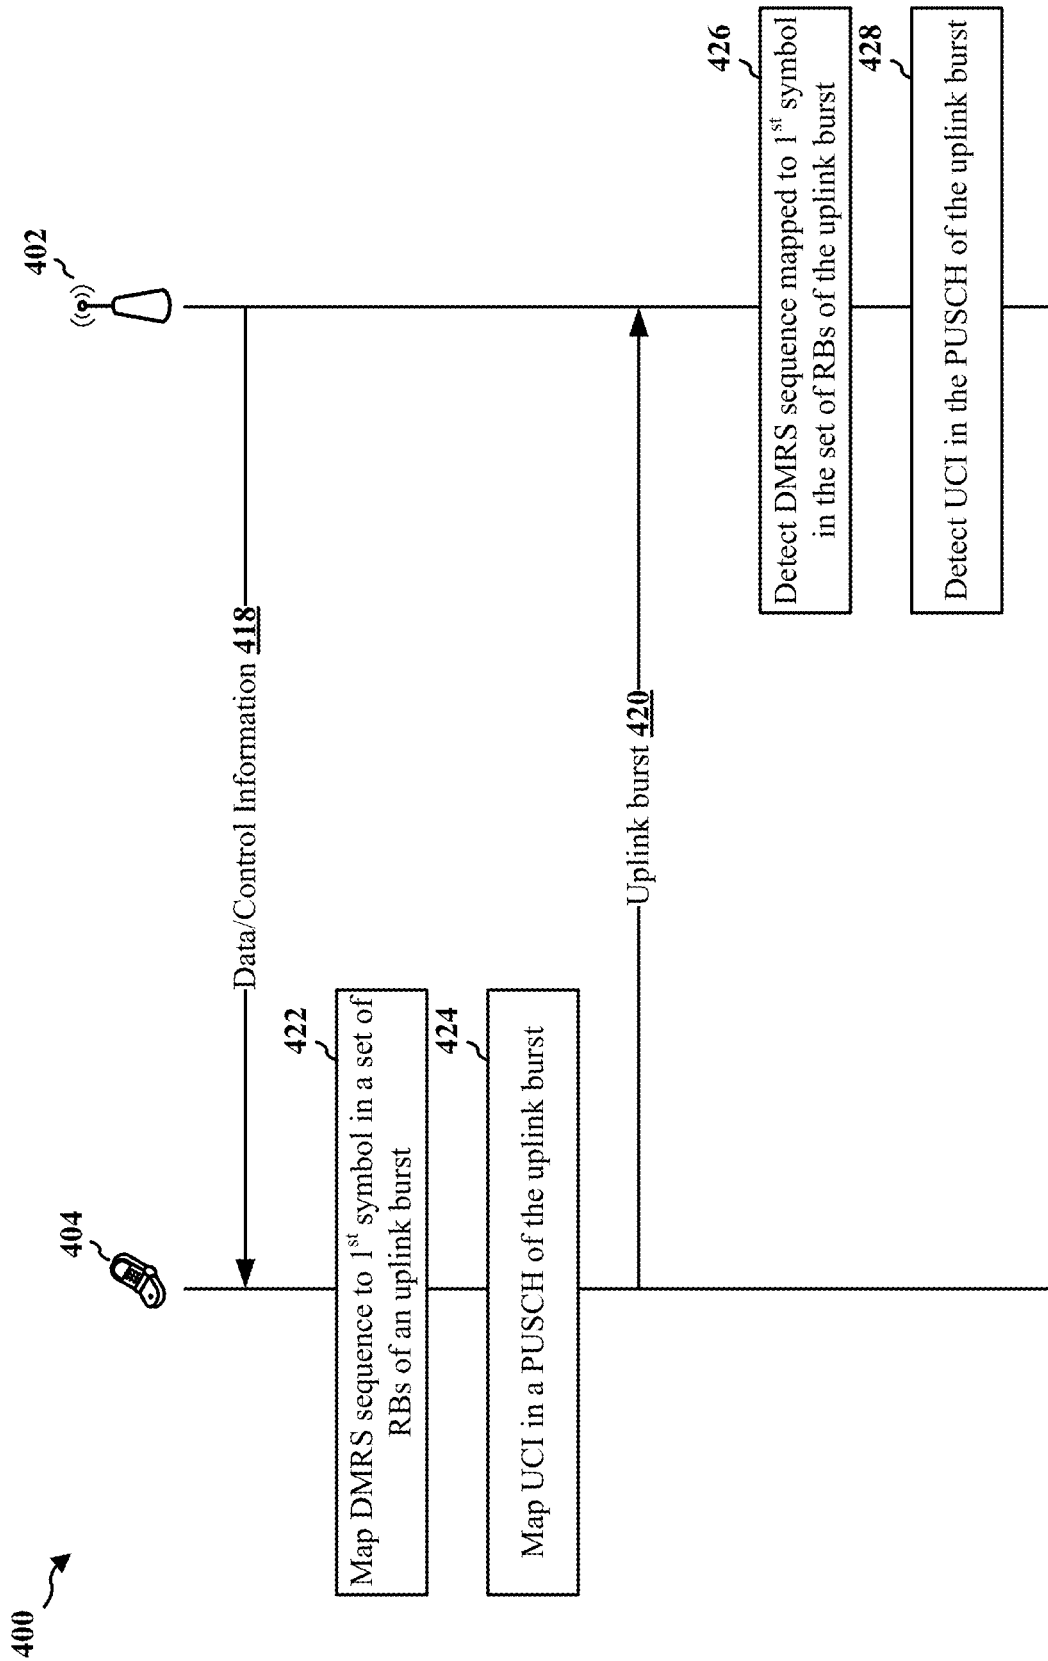 400
404
402
Data/Control Information 418
422
Map DMRS sequence to 1st symbol in a set of
RBs of an uplink burst
424
Map UCI in a PUSCH of the uplink burst
Uplink burst 420
426
Detect DMRS sequence mapped to 1st symbol
in the set of RBs of the uplink burst
428
Detect UCI in the PUSCH of the uplink burst